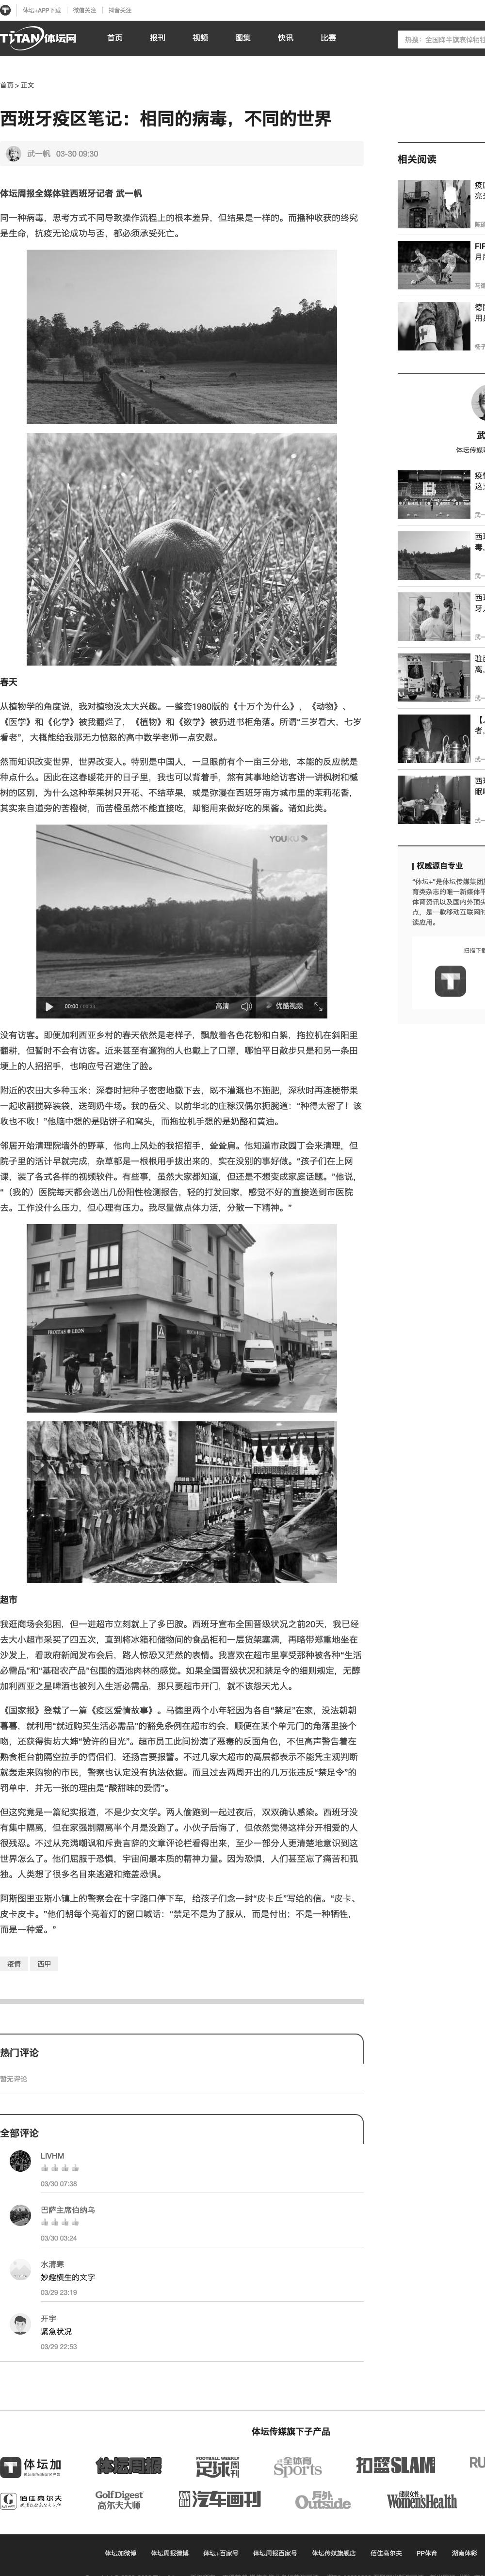 体坛+APP下载 微信关注 抖音关注
TITAN体坛网 首页 报刊 视频 图集 快讯 比赛
首页 > 正文
西班牙疫区笔记：相同的病毒，不同的世界
武一帆 03-30 09:30
体坛周报全媒体驻西班牙记者 武一帆
同一种病毒，思考方式不同导致操作流程上的根本差异，但结果是一样的。而播种收获的终究
是生命，抗疫无论成功与否，都必须承受死亡。
春天
从植物学的角度说，我对植物没太大兴趣。一整套1980版的《十万个为什么》，《动物》、
《医学》和《化学》被我翻烂了，《植物》和《数学》被扔进书柜角落。所谓“三岁看大，七岁
看老”，大概能给我那无力愤怒的高中数学老师一点安慰。
然而知识改变世界，世界改变人。特别是中国人，一旦眼前有个一亩三分地，本能的反应就是
种点什么。因此在这春暖花开的日子里，我也可以背着手，煞有其事地给访客讲一讲枫树和槭
树的区别，为什么这种苹果树只开花、不结苹果，或是弥漫在西班牙南方城市里的茉莉花香，
其实来自道旁的苦橙树，而苦橙虽然不能直接吃，却能用来做好吃的果酱。诸如此类。
YOUKU
00:00 高清 优酷视频
没有访客。即便加利西亚乡村的春天依然是老样子，飘散着各色花粉和白絮，拖拉机在斜阳里
翻耕，但暂时不会有访客。近来甚至有遛狗的人也戴上了口罩，哪怕平日散步只是和另一条田
埂上的人招招手，也响应号召遮住了脸。
附近的农田大多种玉米：深春时把种子密密地撒下去，既不灌溉也不施肥，深秋时再连梗带果
一起收割搅碎装袋，送到奶牛场。我的岳父、以前华北的庄稼汉偶尔扼腕道：“种得太密了！该
收也不收！”他脑中想的是贴饼子和窝头，而拖拉机手想的是奶酪和黄油。
邻居开始清理院墙外的野草，他向上风处的我招招手，耸耸肩。他知道市政园丁会来清理，但
院子里的活计早就完成，杂草都是一根根用手拔出来的，实在没别的事好做。“孩子们在上网
课，装了各式各样的视频软件。有些事，虽然大家都知道，但还是不想变成家庭话题。”他说，
“（我的）医院每天都会送出几份阳性检测报告，轻的打发回家，感觉不好的直接送到市医院
去。工作没什么压力，但心理有压力。我尽量做点体力活，分散一下精神。”
超市
我逛商场会犯困，但一进超市立刻就上了多巴胺。西班牙宣布全国晋级状况之前20天，我已经
去大小超市采买了四五次，直到将冰箱和储物间的食品柜和一层货架塞满，再略带郑重地坐在
沙发上，看政府新闻发布会后，路人惊恐又茫然的表情。我喜欢在超市里享受那种被各种“生活
必需品”和“基础农产品”包围的酒池肉林的感觉。如果全国晋级状况和禁足令的细则规定，无醇
加利西亚之星啤酒也被列入生活必需品，那只要超市开门，就不该怨天尤人。
《国家报》登载了一篇《疫区爱情故事》。马德里两个小年轻因为各自“禁足”在家，没法朝朝
暮暮，就利用“就近购买生活必需品”的豁免条例在超市约会，顺便在某个单元门的角落里接个
吻，还获得街坊大婶“赞许的目光”。超市员工此间扮演了恶毒的反面角色，不但高声警告着在
熟食柜台前隔空拉手的情侣们，还扬言要报警。不过几家大超市的高层都表示不能凭主观判断
就轰走来购物的市民，警察也认定没有执法依据。而且过去两周开出的几万张违反“禁足令”的
罚单中，并无一张的理由是“酸甜味的爱情”。
但这究竟是一篇纪实报道，不是少女文学。两人偷跑到一起过夜后，双双确认感染。西班牙没
有集中隔离，但在家强制隔离半个月是没跑了。小伙子后悔了，但依然觉得这样分开相爱的人
很残忍。不过从充满嘲讽和斥责言辞的文章评论栏看得出来，至少一部分人更清楚地意识到这
世界怎么了。他们屈服于恐惧，宇宙间最本质的精神力量。因为恐惧，人们甚至忘了痛苦和孤
独。人类想了很多名目来逃避和掩盖恐惧。
阿斯图里亚斯小镇上的警察会在十字路口停下车，给孩子们念一封“皮卡丘”写给的信。“皮卡、
皮卡皮卡。”他们朝每个亮着灯的窗口喊话：“禁足不是为了服从，而是付出；不是一种牺牲，
而是一种爱。”
疫情 西甲
热门评论
暂无评论
全部评论
LIVHM
03/30 07:38
巴萨主席伯纳乌
03/30 03:24
水清寒
妙趣横生的文字
03/29 23:19
开宇
紧急状况
03/29 22:53
热搜：全国降半旗哀悼牺牲
相关阅读
疫
亮
FIF
月
马
德
用
杨
武
体坛传媒
疫
这
武一
西
毒，
武一
西
牙，
武一
驻
离，
武一
者，
武一
西
眼
武一
权威源自专业
“体坛+”是体坛传媒集团
育类杂志的唯一新媒体平
体育资讯以及国内外顶尖
点，是一款移动互联网时
读应用。
扫描下载
体坛传媒旗下子产品
体坛加 体坛周报 FOOTBALL WEEKLY 足球周刊 全体育 Sports 扣篮SLAM RU
佰佳高尔夫 Golf Digest 高尔夫大师 汽车画刊 户外 Outside 健康女性 Women'sHealth
体坛加微博 体坛周报微博 体坛+百家号 体坛周报百家号 体坛传媒旗舰店 佰佳高尔夫 PP体育 湖南体彩